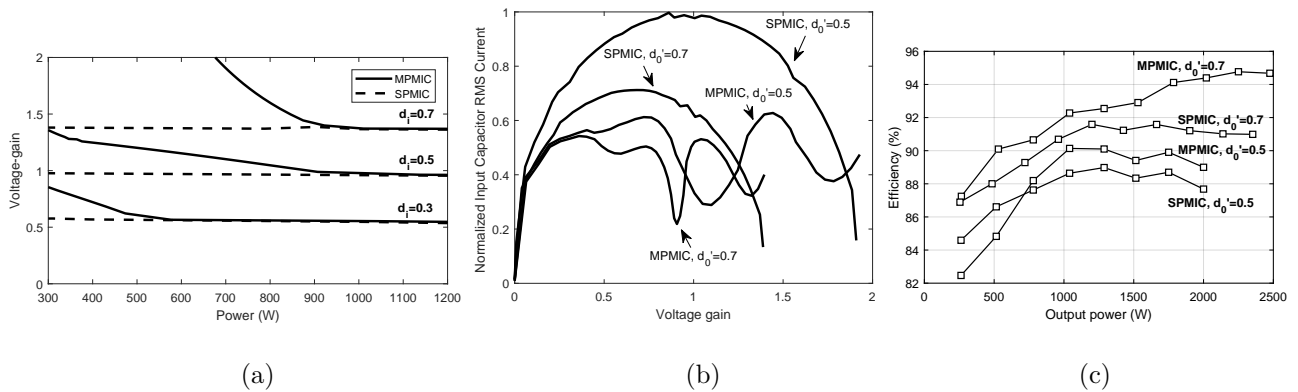 2
1.5
1
0.5
0
Voltage-gain
300 400 500 600 700 800 900 1000 1100 1200
Power (W)
MPMIC
SPMIC
d_i=0.7
d_i=0.5
d_i=0.3
(a)
1
0.8
0.6
0.4
0.2
0
Normalized Input Capacitor RMS Current
0 0.5 1 1.5 2
Voltage gain
SPMIC, d_0'=0.5
SPMIC, d_0'=0.7
MPMIC, d_0'=0.5
MPMIC, d_0'=0.7
(b)
96
94
92
90
88
86
84
82
Efficiency (%)
0 500 1000 1500 2000 2500
Output power (W)
MPMIC, d_0'=0.7
SPMIC, d_0'=0.7
MPMIC, d_0'=0.5
SPMIC, d_0'=0.5
(c)